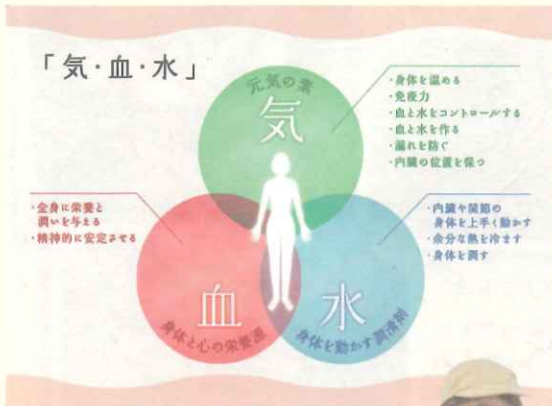 「気・血・水」
元気の素
気
・身体を温める
・免疫力
・血と水をコントロールする
・血と水を作る
・漏れを防ぐ
・内臓の位置を保つ
・全身に栄養と
潤いを与える
・精神的に安定させる
・内臓や関節の
身体を上手く動かす
・余分な熱を冷ます
・身体を潤す
血
身体と心の栄養源
水
身体を動かす潤滑剤